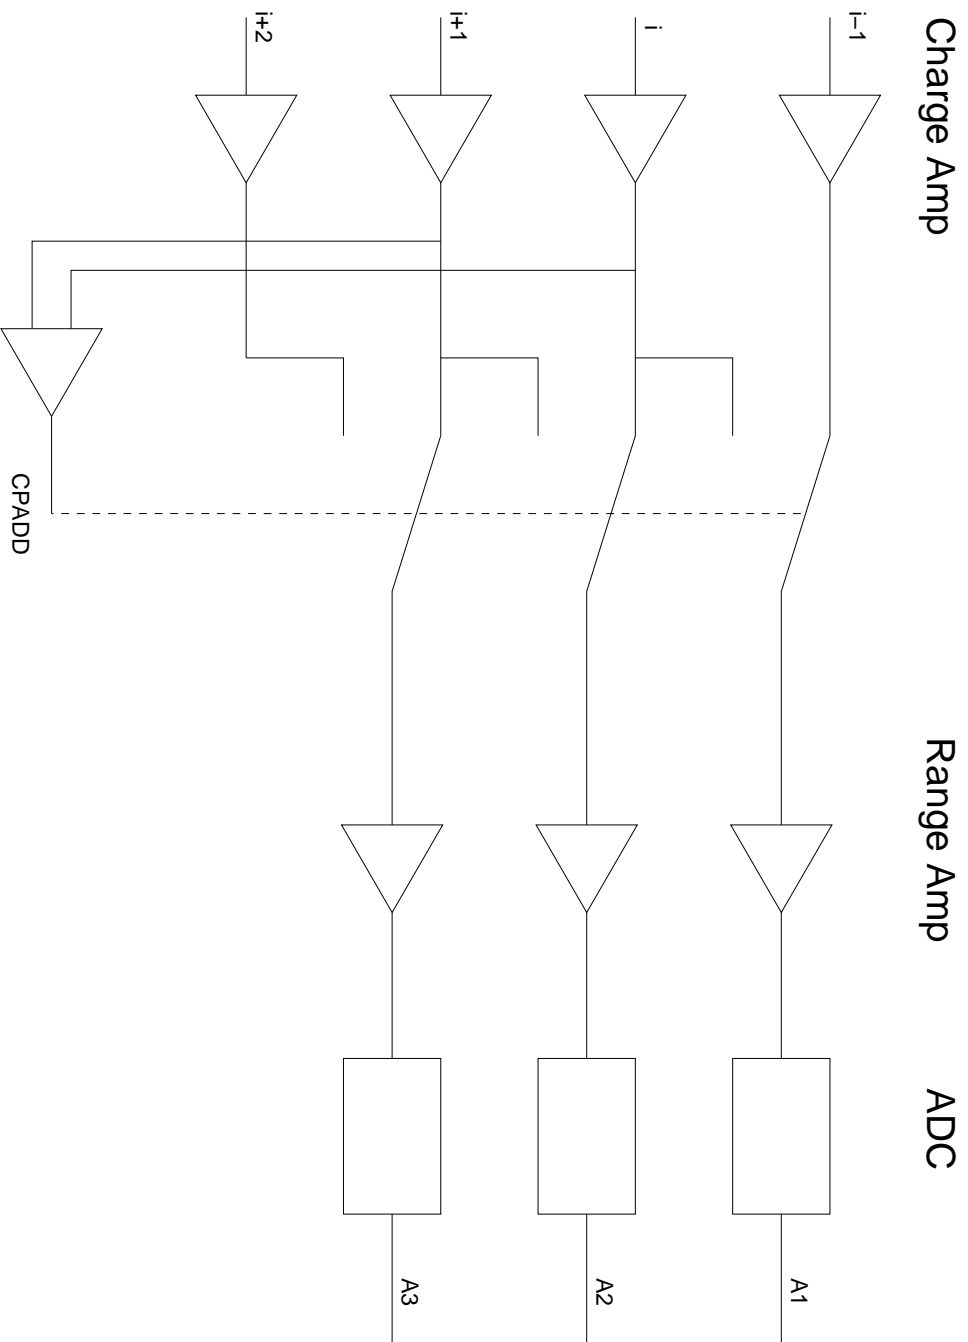 Charge Amp
Range Amp
ADC
i−1
A1
i
A2
i+1
A3
i+2
CPADD